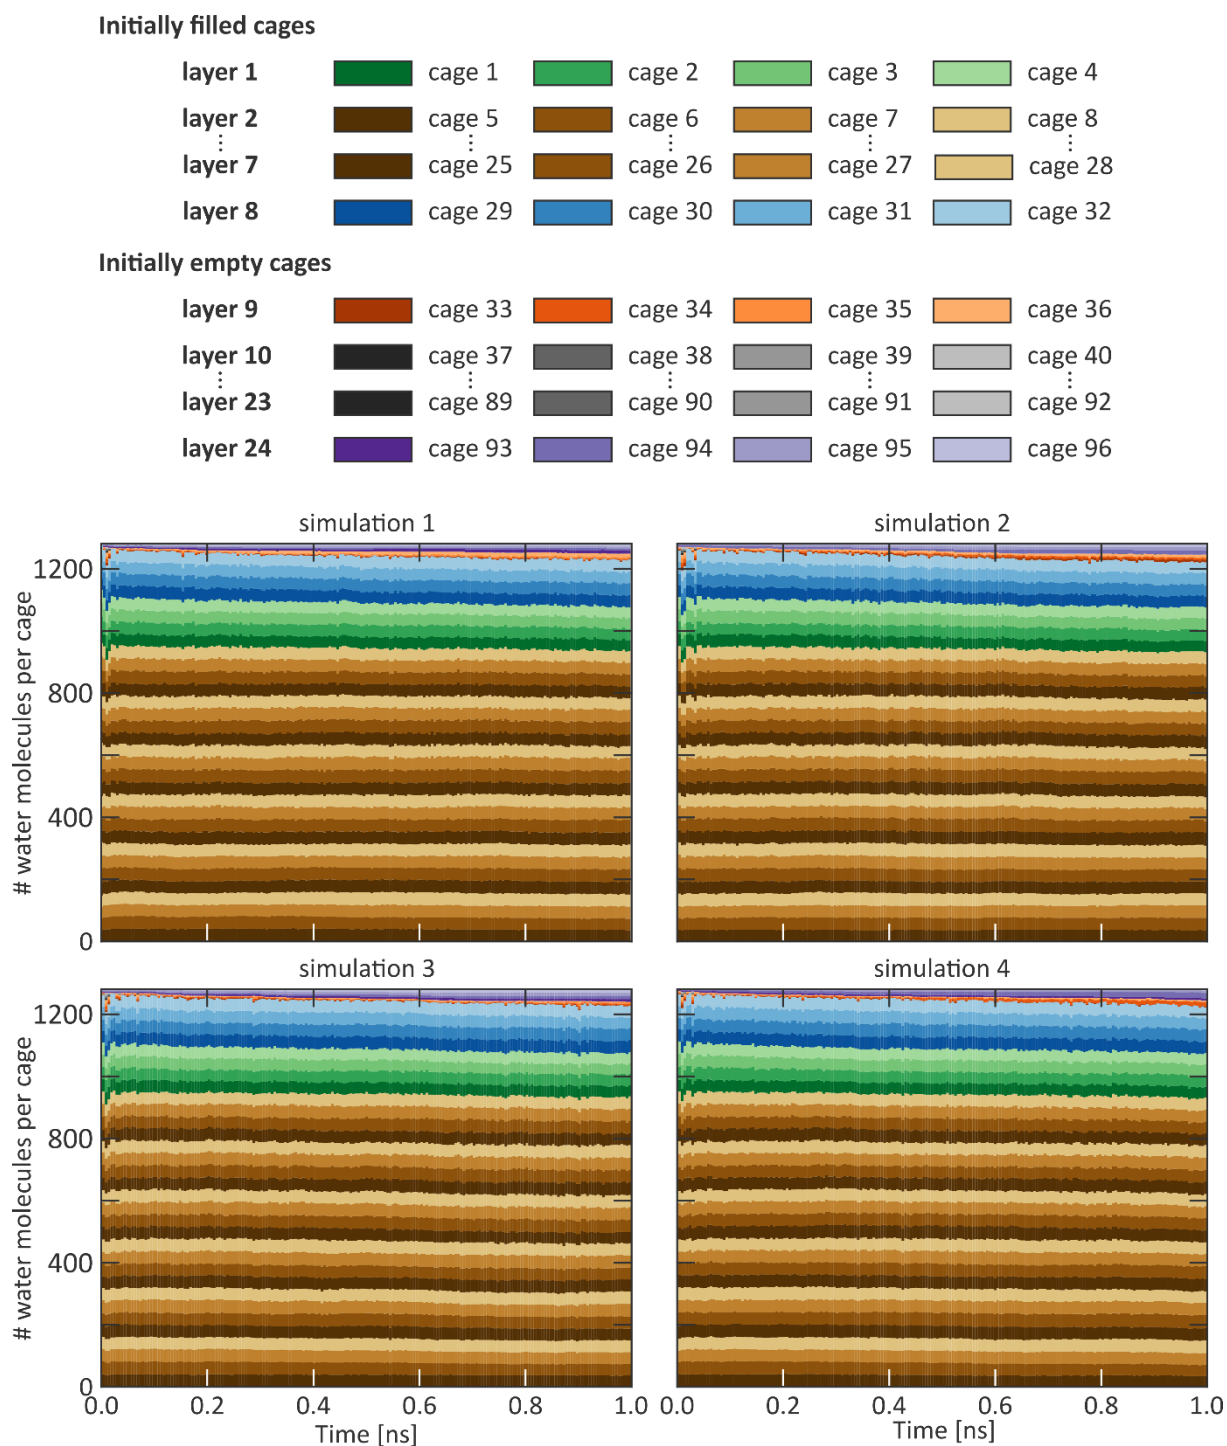 Initially filled cages
layer 1 cage 1 cage 2 cage 3 cage 4
layer 2 cage 5 cage 6 cage 7 cage 8
layer 7 cage 25 cage 26 cage 27 cage 28
layer 8 cage 29 cage 30 cage 31 cage 32
Initially empty cages
layer 9 cage 33 cage 34 cage 35 cage 36
layer 10 cage 37 cage 38 cage 39 cage 40
layer 23 cage 89 cage 90 cage 91 cage 92
layer 24 cage 93 cage 94 cage 95 cage 96
simulation 1 simulation 2
# water molecules per cage
1200
800
400
0
simulation 3 simulation 4
# water molecules per cage
1200
800
400
0
0.0 0.2 0.4 0.6 0.8 1.0 0.0 0.2 0.4 0.6 0.8 1.0
Time [ns] Time [ns]